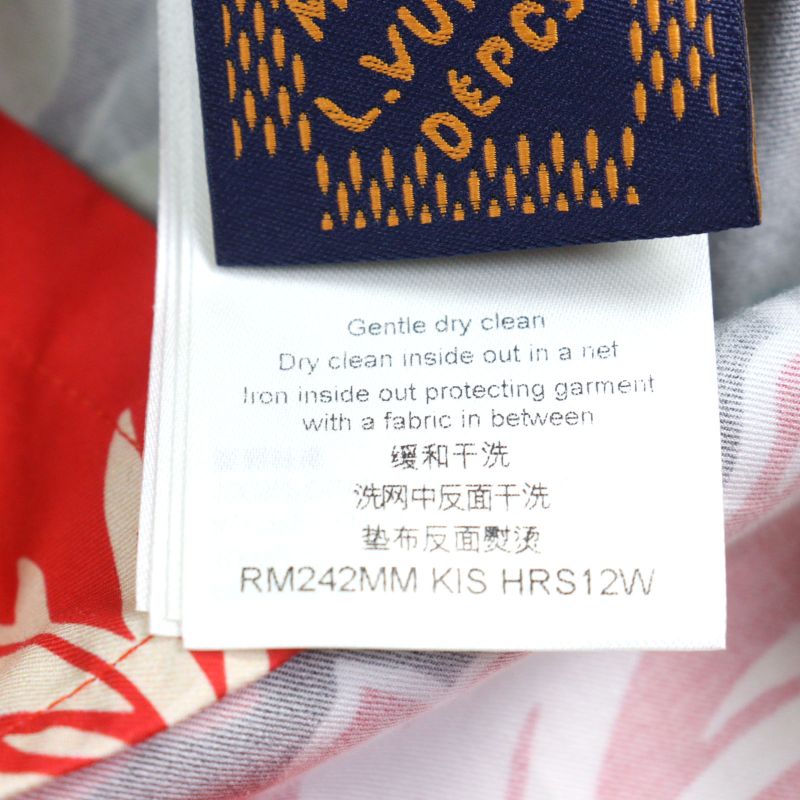 L.VUI
DÉPOS
Gentle dry clean
Dry clean inside out in a net
Iron inside out protecting garment
with a fabric in between
缓和干洗
洗网中反面干洗
垫布反面熨烫
RM242MM KIS HRS12W